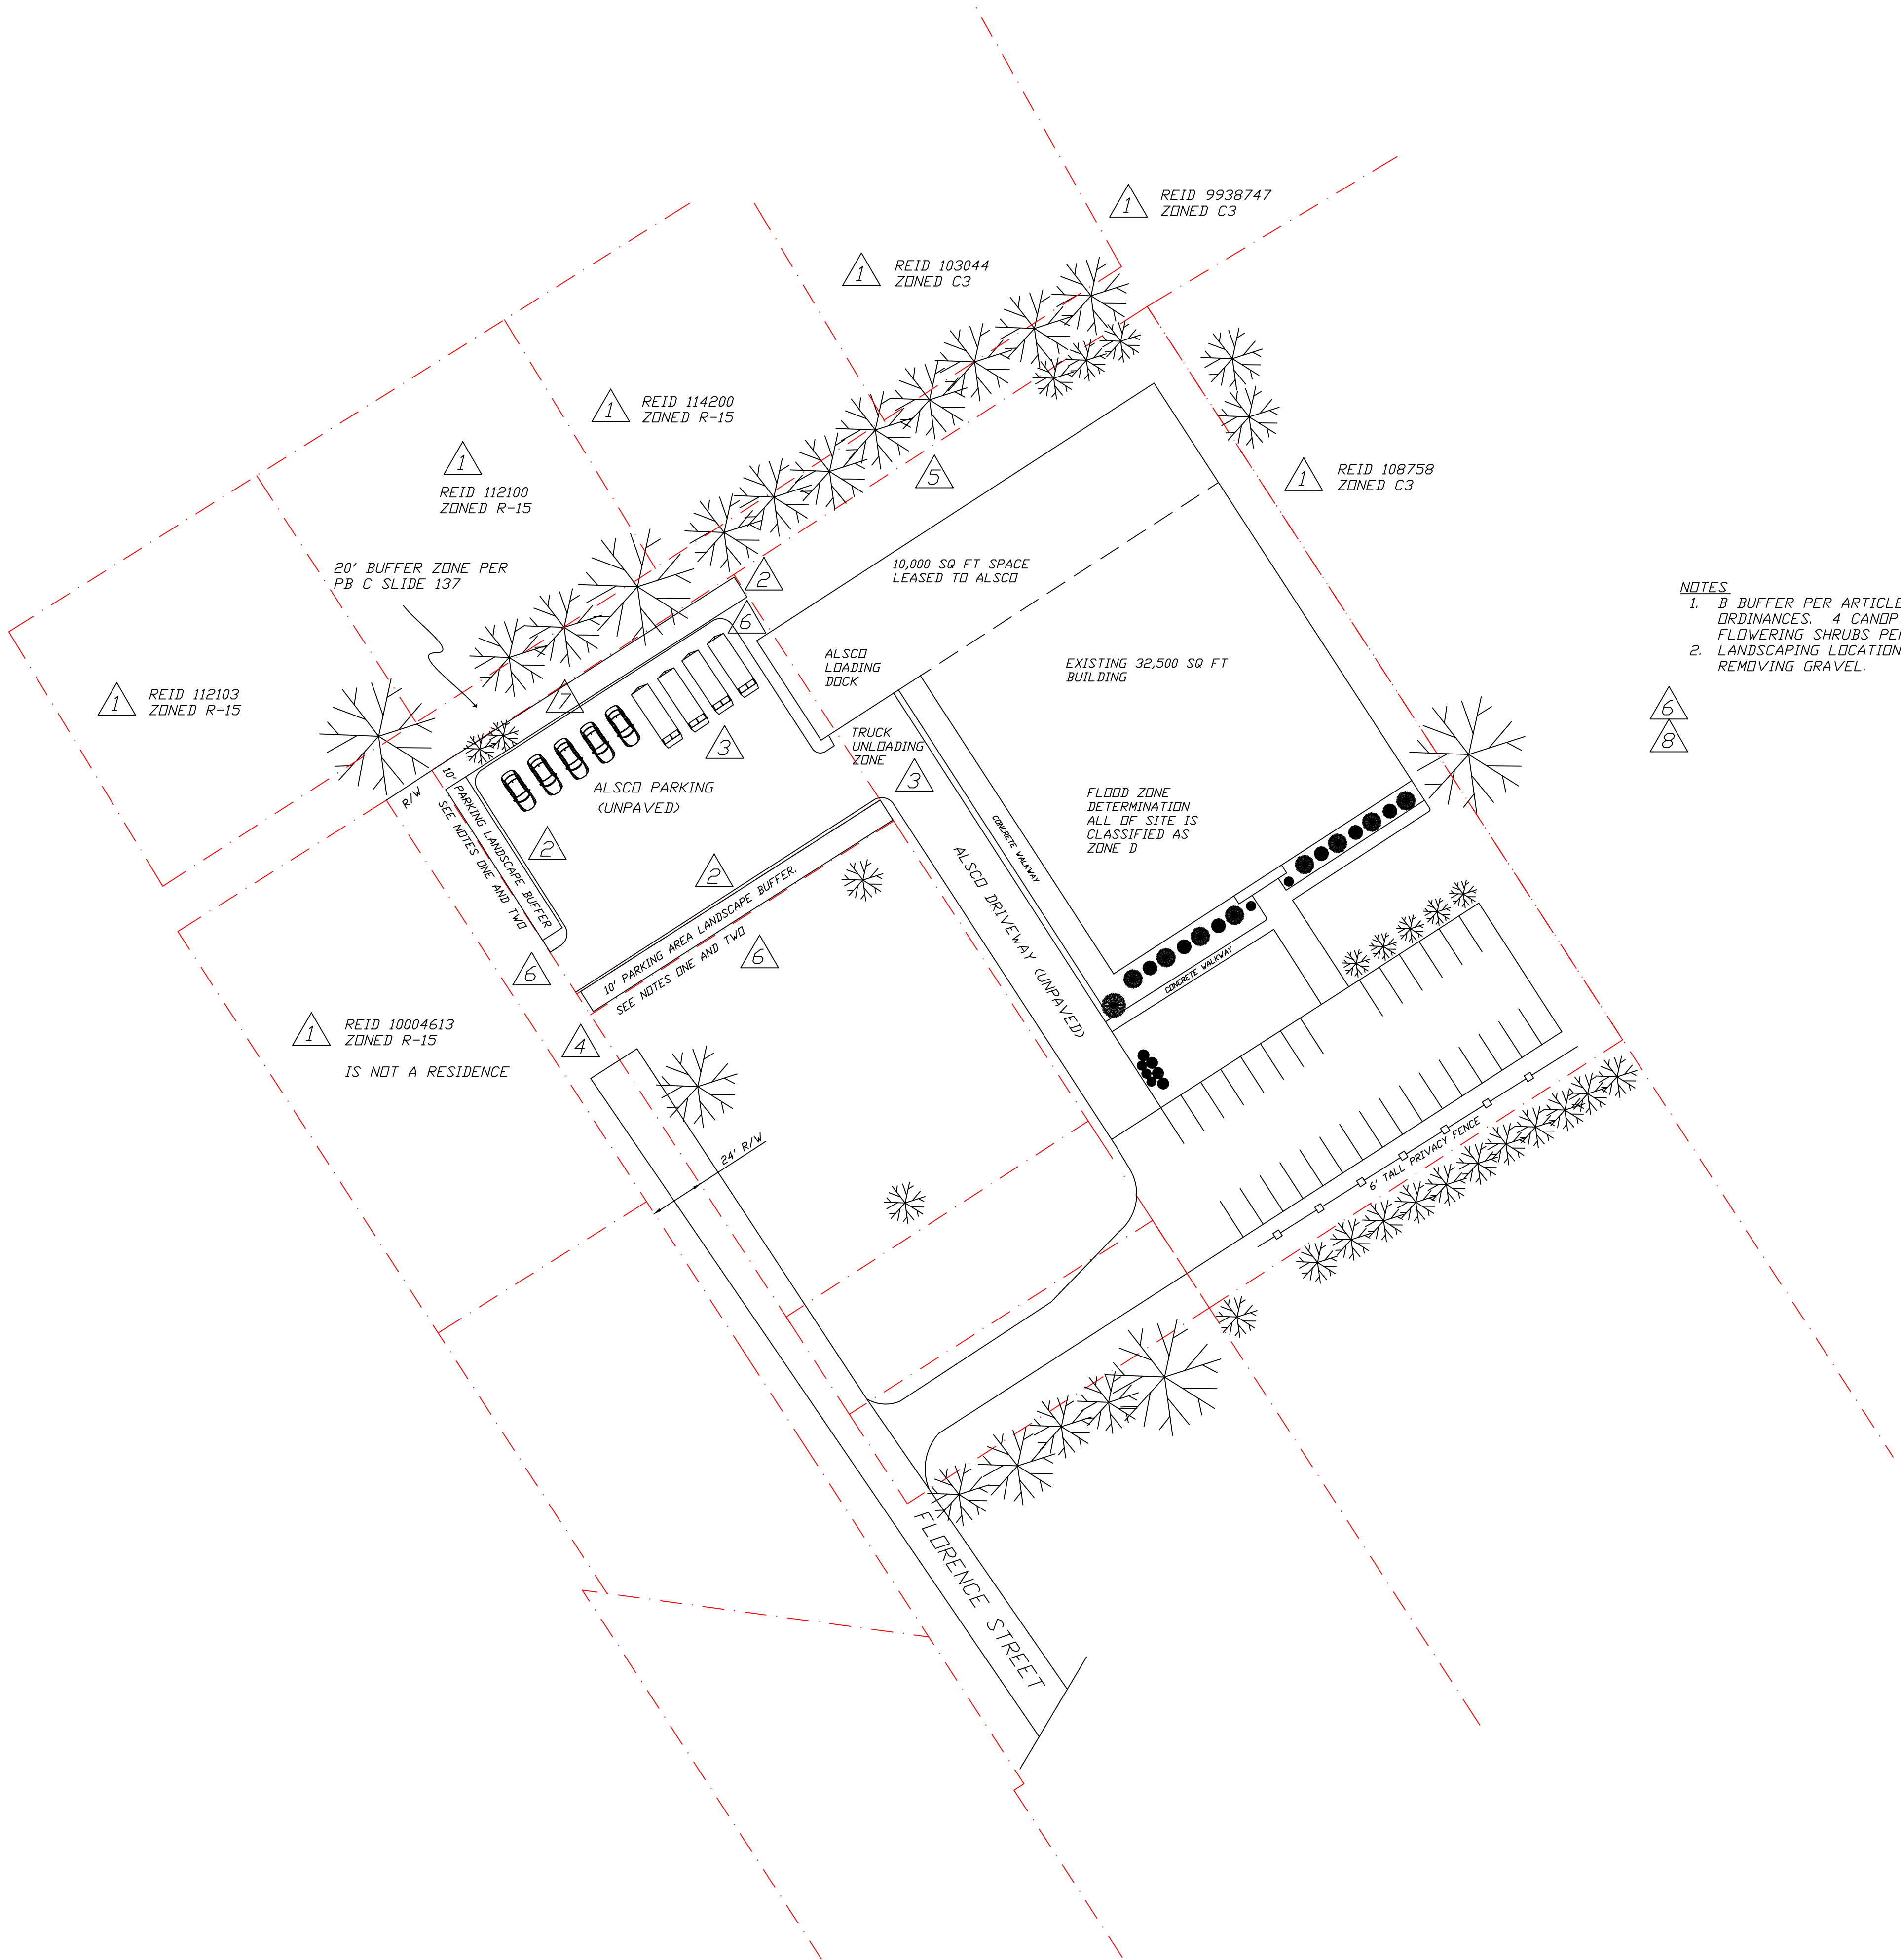 1
REID 9938747
ZONED C3
1
REID 103044
ZONED C3
1
REID 114200
ZONED R-15
1
REID 112100
ZONED R-15
5
1
REID 108758
ZONED C3
20' BUFFER ZONE PER
PB C SLIDE 137
2
6
10,000 SQ FT SPACE
LEASED TO ALSCO
NOTES
1. B BUFFER PER ARTICLE
ORDINANCES. 4 CANOP
FLOWERING SHRUBS PE
2. LANDSCAPING LOCATION
REMOVING GRAVEL.
6
8
1
REID 112103
ZONED R-15
7
ALSCO
LOADING
DOCK
EXISTING 32,500 SQ FT
BUILDING
3
TRUCK
UNLOADING
ZONE
3
R/W
10' PARKING LANDSCAPE BUFFER
SEE NOTES ONE AND TWO
ALSCO PARKING
(UNPAVED)
2
2
FLOOD ZONE
DETERMINATION
ALL OF SITE IS
CLASSIFIED AS
ZONE D
CONCRETE WALKWAY
ALSCO DRIVEWAY (UNPAVED)
10' PARKING AREA LANDSCAPE BUFFER.
SEE NOTES ONE AND TWO
6
6
CONCRETE WALKWAY
1
REID 10004613
ZONED R-15
IS NOT A RESIDENCE
4
24' R/W
6' TALL PRIVACY FENCE
FLORENCE STREET